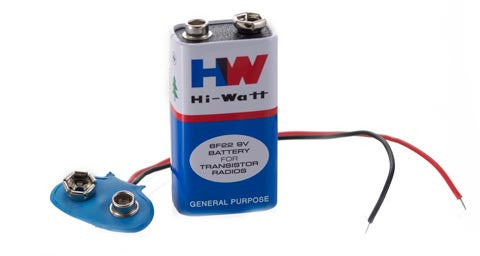 HW
Hi-Watt
6F22 9V
BATTERY
FOR
TRANSISTOR
RADIOS
GENERAL PURPOSE